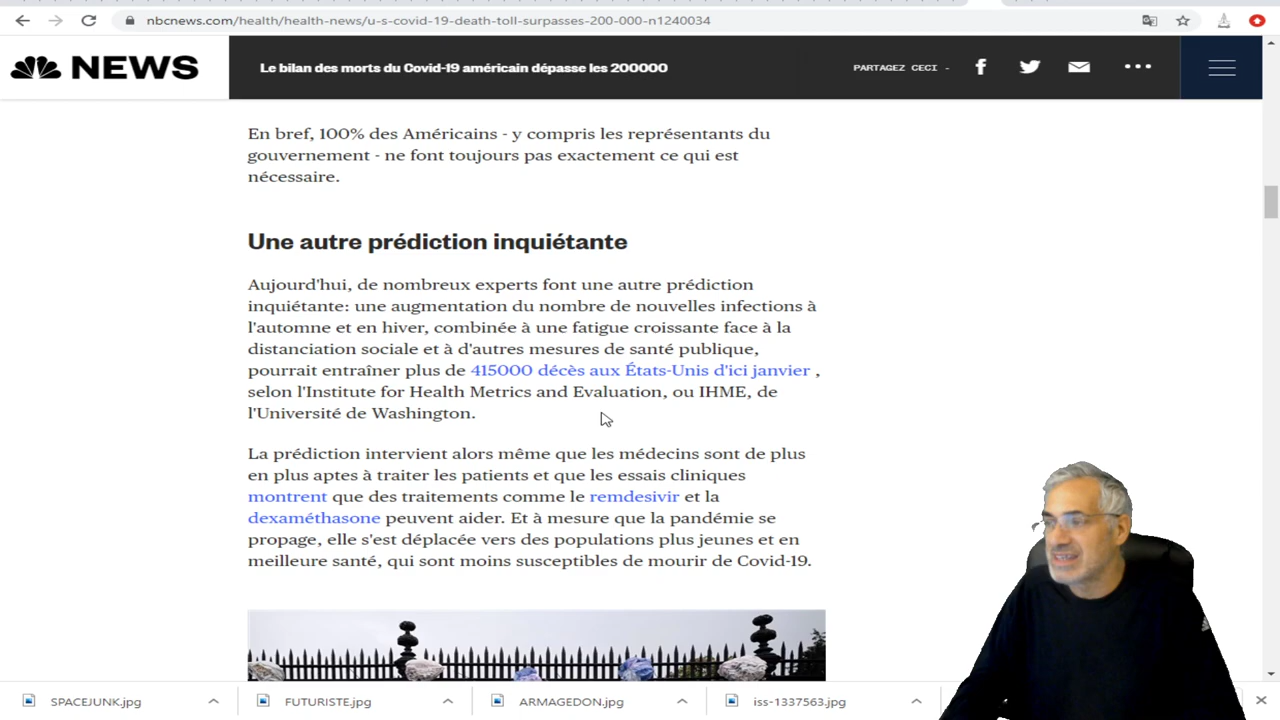 nbcnews.com/health/health-news/u-s-covid-19-death-toll-surpasses-200-000-n1240034
NEWS
Le bilan des morts du Covid-19 américain dépasse les 200000
PARTAGEZ CECI -
En bref, 100% des Américains - y compris les représentants du
gouvernement - ne font toujours pas exactement ce qui est
nécessaire.
Une autre prédiction inquiétante
Aujourd'hui, de nombreux experts font une autre prédiction
inquiétante: une augmentation du nombre de nouvelles infections à
l'automne et en hiver, combinée à une fatigue croissante face à la
distanciation sociale et à d'autres mesures de santé publique,
pourrait entraîner plus de 415000 décès aux États-Unis d'ici janvier ,
selon l'Institute for Health Metrics and Evaluation, ou IHME, de
l'Université de Washington.
La prédiction intervient alors même que les médecins sont de plus
en plus aptes à traiter les patients et que les essais cliniques
montrent que des traitements comme le remdesivir et la
dexaméthasone peuvent aider. Et à mesure que la pandémie se
propage, elle s'est déplacée vers des populations plus jeunes et en
meilleure santé, qui sont moins susceptibles de mourir de Covid-19.
SPACEJUNK.jpg
FUTURISTE.jpg
ARMAGEDON.jpg
iss-1337563.jpg